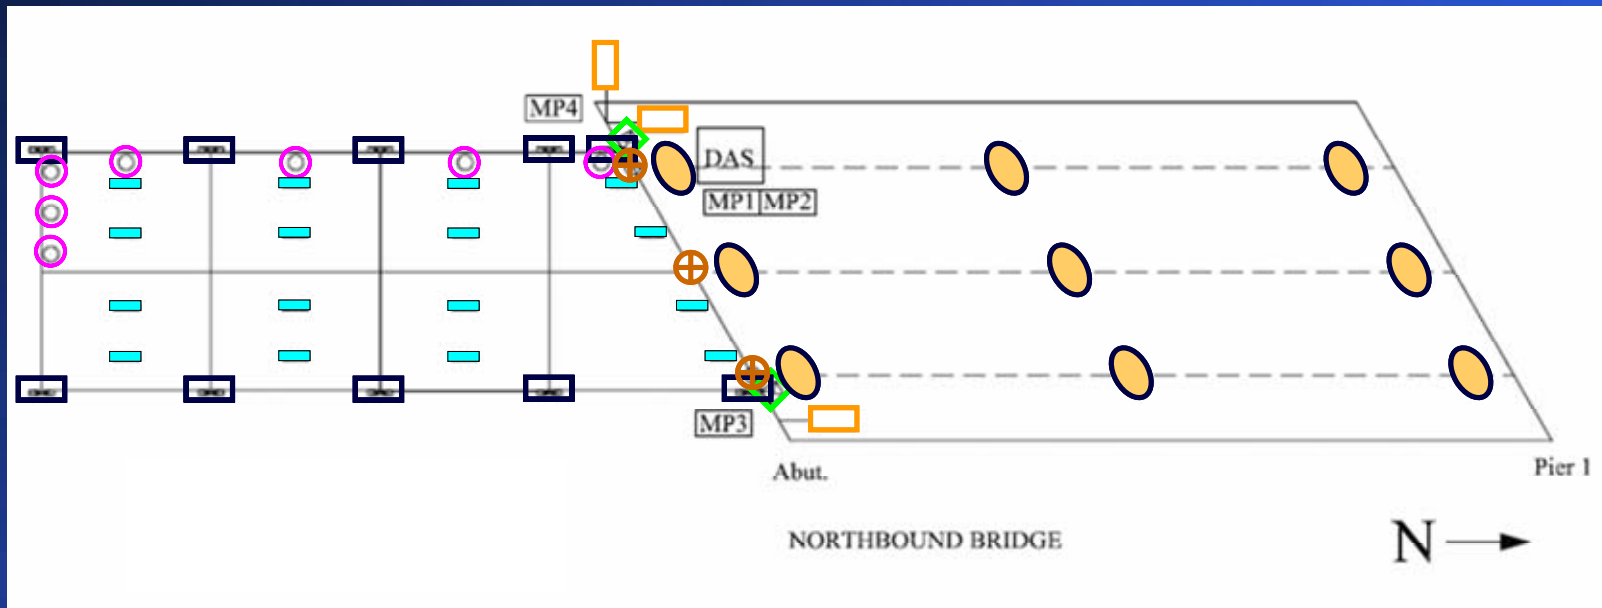 MP4
DAS
MP1 MP2
MP3
Abut.
Pier 1
NORTHBOUND BRIDGE
N